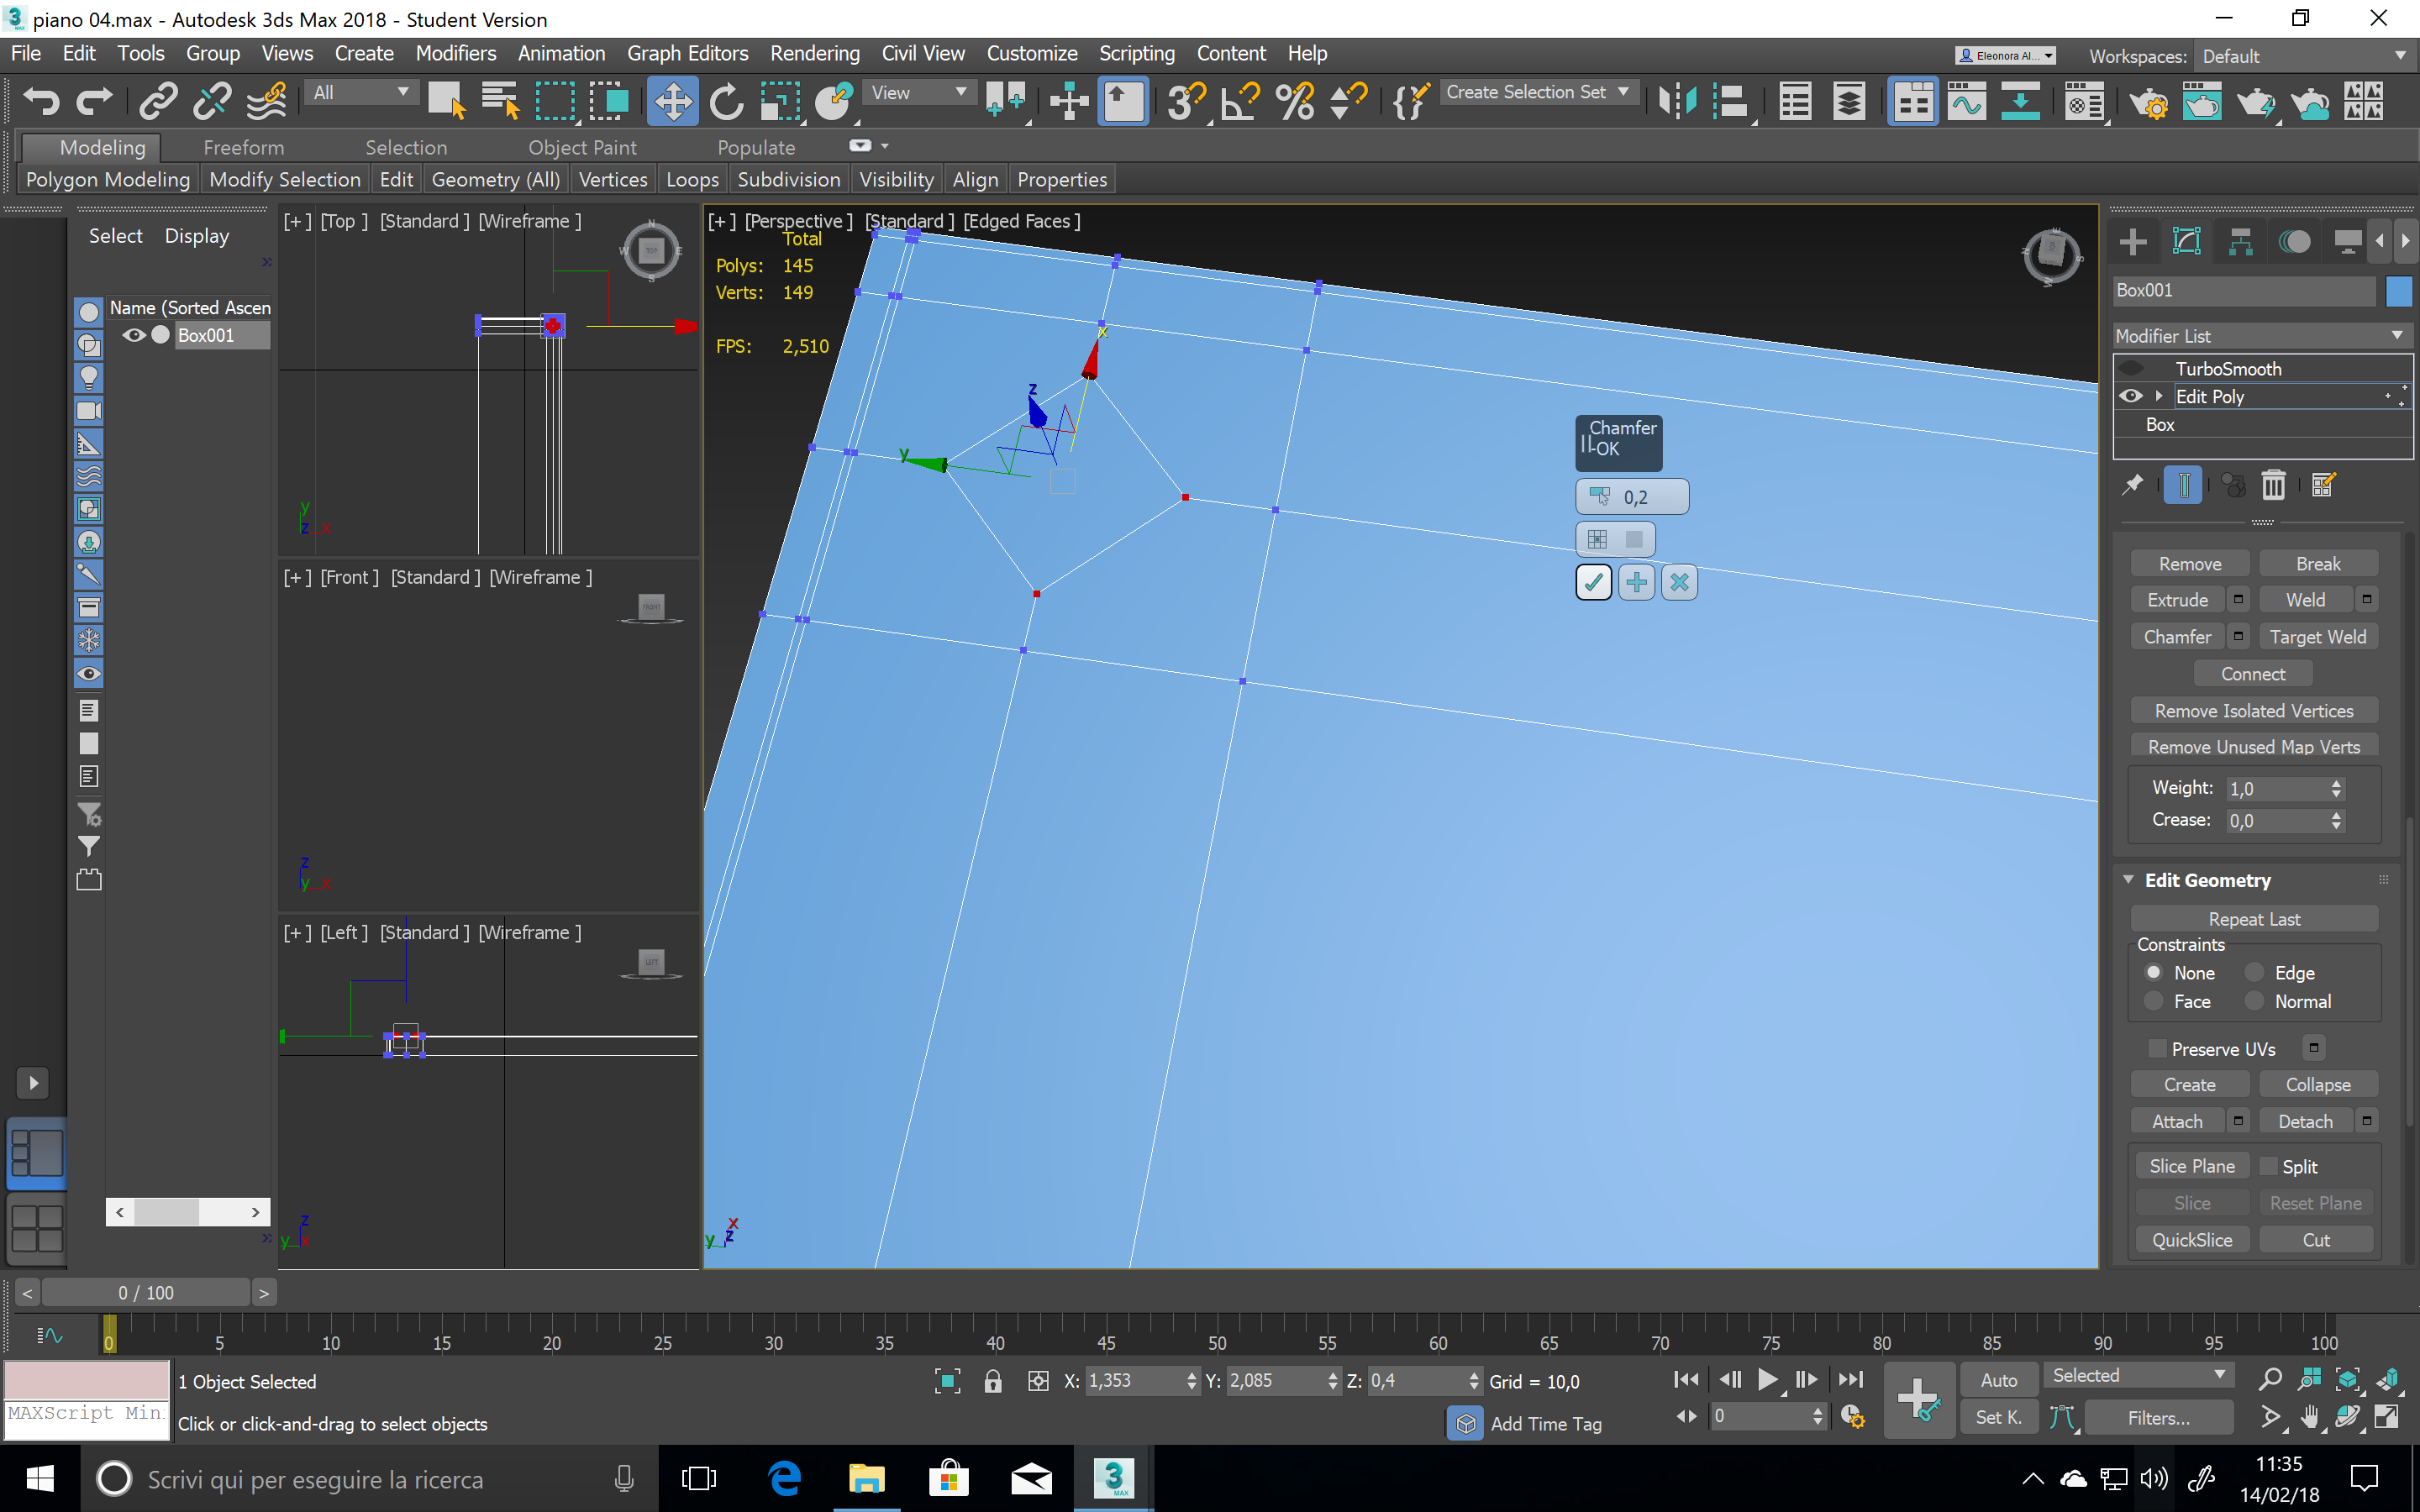 piano 04.max - Autodesk 3ds Max 2018 - Student Version
File Edit Tools Group Views Create Modifiers Animation Graph Editors Rendering Civil View Customize Scripting Content Help
Eleonora Al... Workspaces: Default
All View Create Selection Set
Modeling Freeform Selection Object Paint Populate
Polygon Modeling Modify Selection Edit Geometry (All) Vertices Loops Subdivision Visibility Align Properties
Select Display
Name (Sorted Ascen
Box001
[+] [Top ] [Standard ] [Wireframe ]
[+] [Front ] [Standard ] [Wireframe ]
[+] [Left ] [Standard ] [Wireframe ]
[+] [Perspective ] [Standard ] [Edged Faces ]
Total
Polys: 145
Verts: 149
FPS: 2,510
Chamfer
-OK
0,2
Box001
Modifier List
TurboSmooth
Edit Poly
Box
Remove Break
Extrude Weld
Chamfer Target Weld
Connect
Remove Isolated Vertices
Remove Unused Map Verts
Weight: 1,0
Crease: 0,0
Edit Geometry
Repeat Last
Constraints
None Edge
Face Normal
Preserve UVs
Create Collapse
Attach Detach
Slice Plane Split
Slice Reset Plane
QuickSlice Cut
0 / 100
0 5 10 15 20 25 30 35 40 45 50 55 60 65 70 75 80 85 90 95 100
1 Object Selected
X: 1,353 Y: 2,085 Z: 0,4 Grid = 10,0
Auto Selected
MAXScript Min
Click or click-and-drag to select objects
Add Time Tag
0
Set K. Filters...
Scrivi qui per eseguire la ricerca
11:35
14/02/18